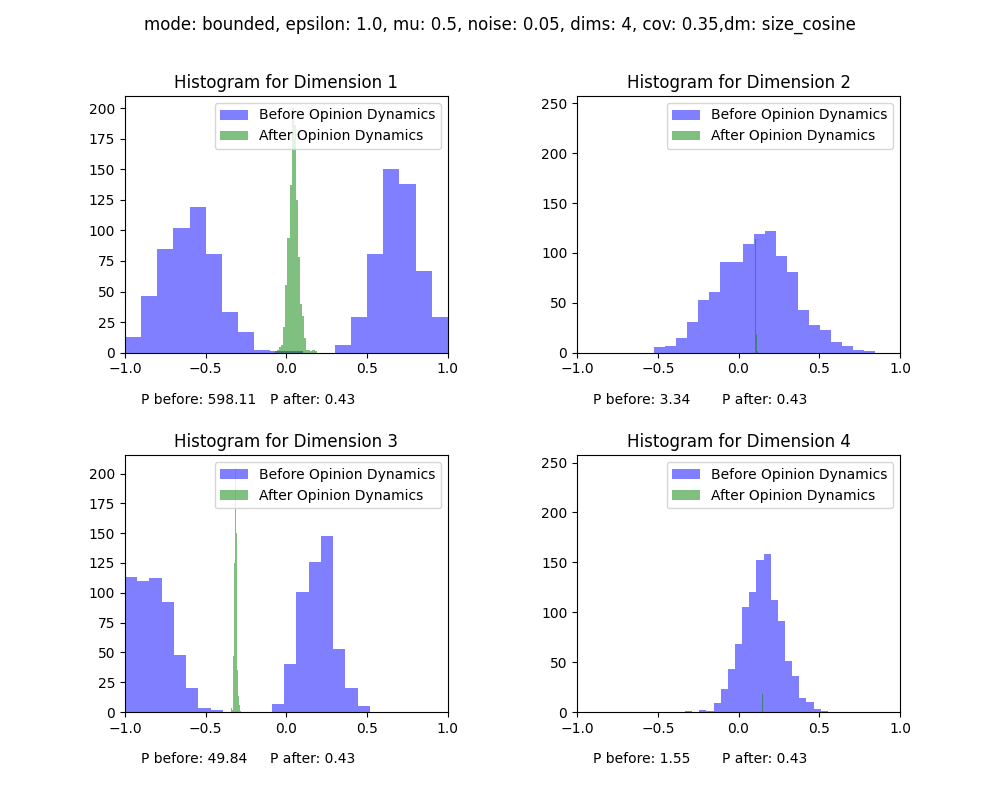 mode: bounded, epsilon: 1.0, mu: 0.5, noise: 0.05, dims: 4, cov: 0.35,dm: size_cosine
Histogram for Dimension 1
Before Opinion Dynamics
After Opinion Dynamics
200
175
150
125
100
75
50
25
0
−1.0 −0.5 0.0 0.5 1.0
P before: 598.11 P after: 0.43
Histogram for Dimension 2
Before Opinion Dynamics
After Opinion Dynamics
250
200
150
100
50
0
−1.0 −0.5 0.0 0.5 1.0
P before: 3.34 P after: 0.43
Histogram for Dimension 3
Before Opinion Dynamics
After Opinion Dynamics
200
175
150
125
100
75
50
25
0
−1.0 −0.5 0.0 0.5 1.0
P before: 49.84 P after: 0.43
Histogram for Dimension 4
Before Opinion Dynamics
After Opinion Dynamics
250
200
150
100
50
0
−1.0 −0.5 0.0 0.5 1.0
P before: 1.55 P after: 0.43